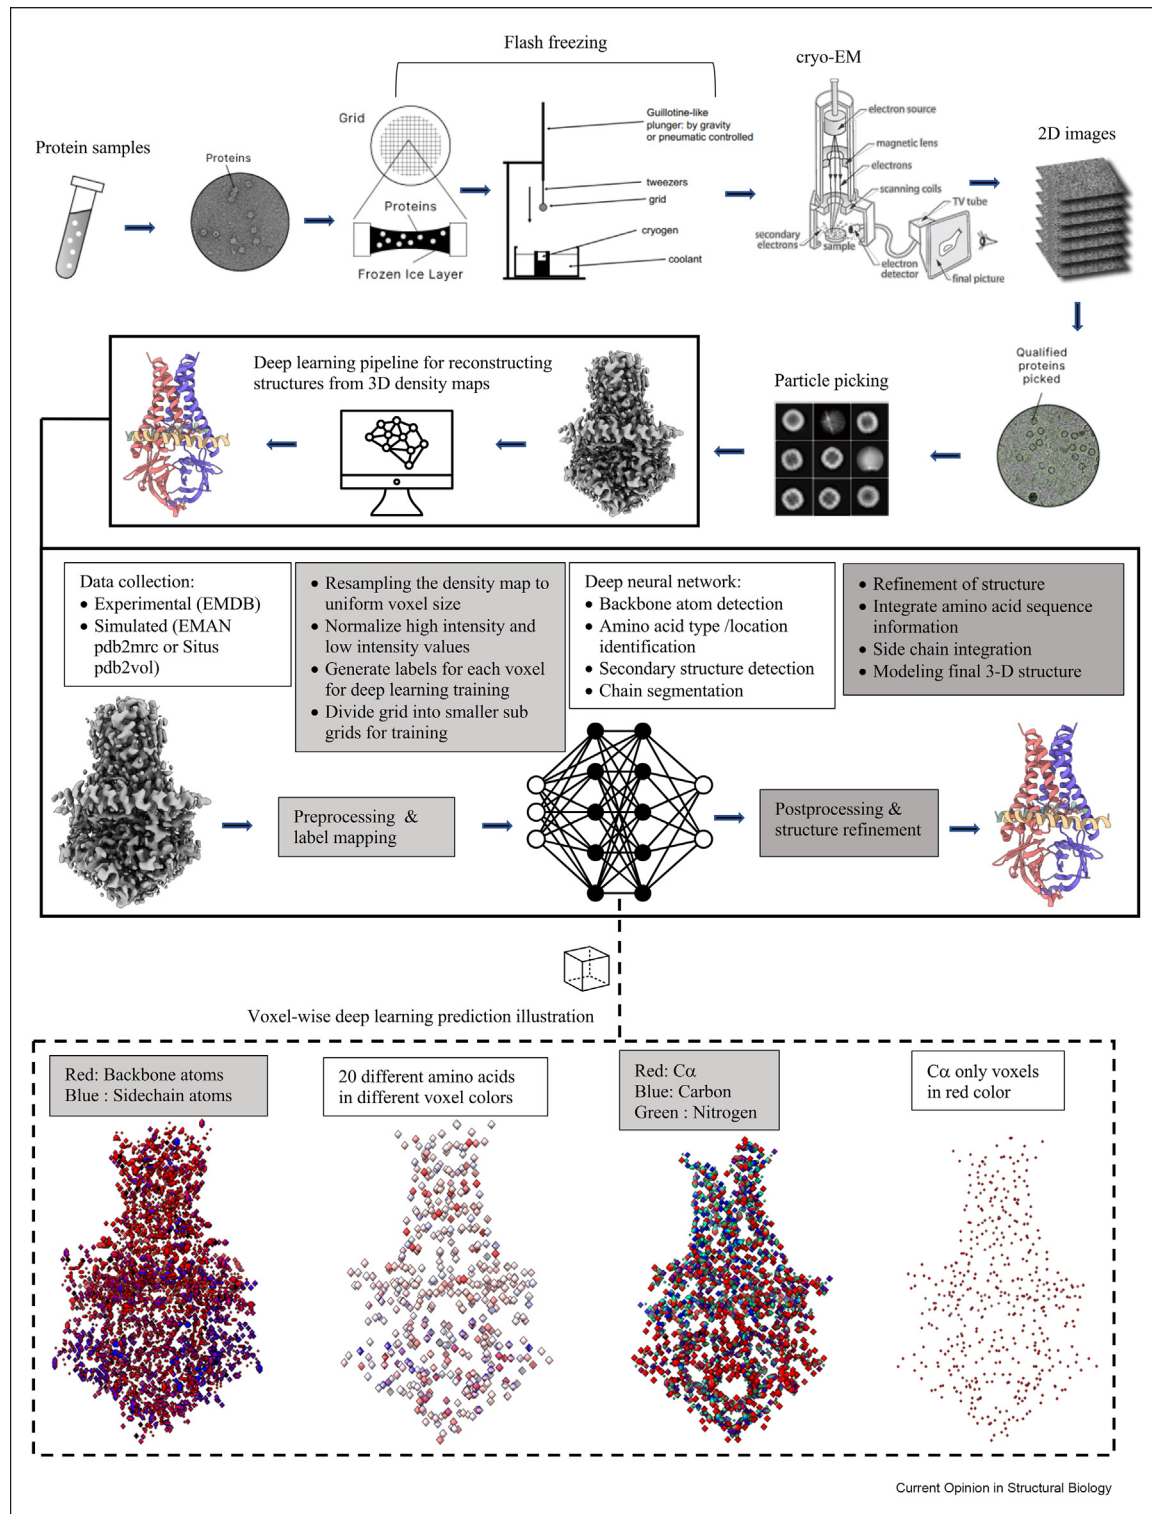 Flash freezing
cryo-EM
Protein samples
Proteins
Grid
Proteins
Frozen Ice Layer
Guillotine-like
plunger: by gravity
or pneumatic controlled
tweezers
grid
cryogen
coolant
electron source
magnetic lens
electrons
scanning coils
TV tube
secondary
electrons
sample
electron
detector
final picture
2D images
Qualified
proteins
picked
Particle picking
Deep learning pipeline for reconstructing
structures from 3D density maps
Data collection:
• Experimental (EMDB)
• Simulated (EMAN
pdb2mrc or Situs
pdb2vol)
• Resampling the density map to
uniform voxel size
• Normalize high intensity and
low intensity values
• Generate labels for each voxel
for deep learning training
• Divide grid into smaller sub
grids for training
Deep neural network:
• Backbone atom detection
• Amino acid type /location
identification
• Secondary structure detection
• Chain segmentation
• Refinement of structure
• Integrate amino acid sequence
information
• Side chain integration
• Modeling final 3-D structure
Preprocessing &
label mapping
Postprocessing &
structure refinement
Voxel-wise deep learning prediction illustration
Red: Backbone atoms
Blue : Sidechain atoms
20 different amino acids
in different voxel colors
Red: Cα
Blue: Carbon
Green : Nitrogen
Cα only voxels
in red color
Current Opinion in Structural Biology